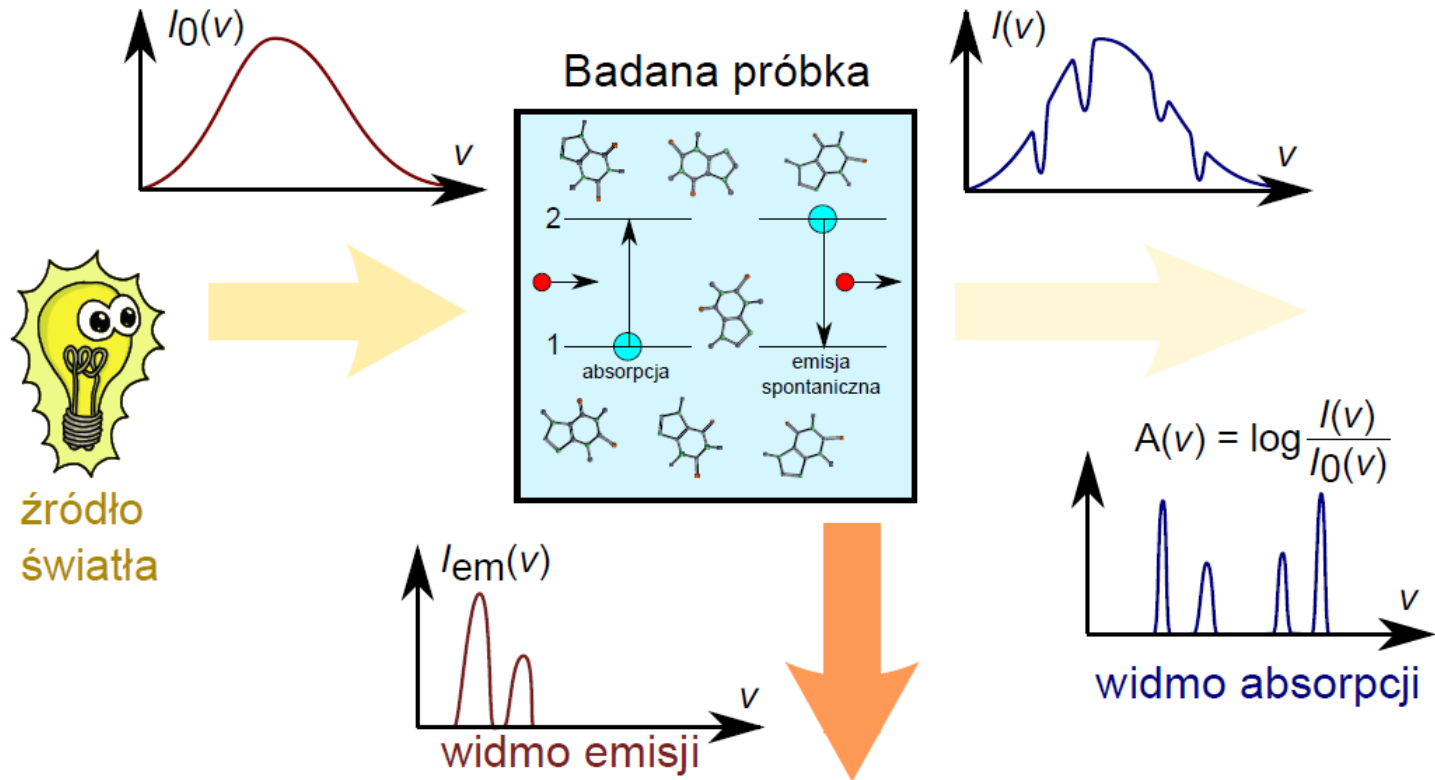 I0(ν)
I(ν)
Badana próbka
ν
ν
2
1
absorpcja
emisja
spontaniczna
źródło
światła
A(ν) = log I(ν)/I0(ν)
Iem(ν)
ν
ν
widmo emisji
widmo absorpcji